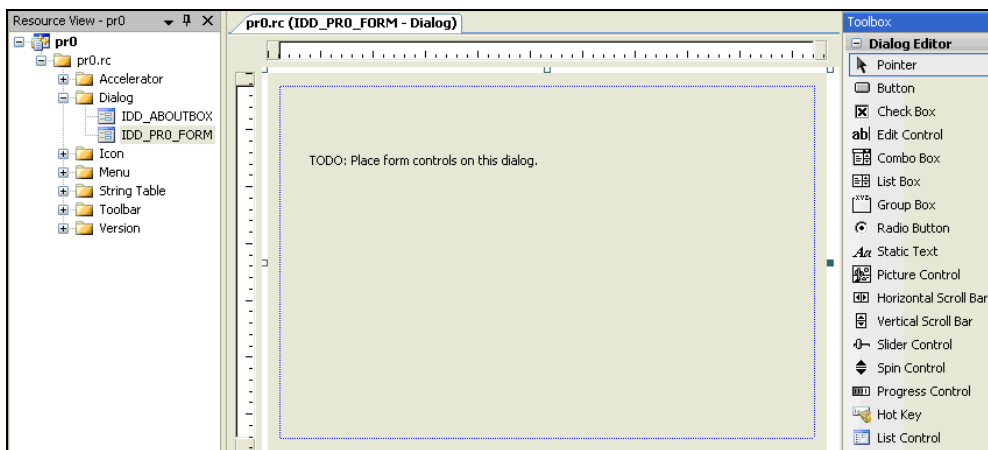 Resource View - pr0
pr0
pr0.rc
Accelerator
Dialog
IDD_ABOUTBOX
IDD_PR0_FORM
Icon
Menu
String Table
Toolbar
Version
pr0.rc (IDD_PR0_FORM - Dialog)
TODO: Place form controls on this dialog.
Toolbox
Dialog Editor
Pointer
Button
Check Box
ab| Edit Control
Combo Box
List Box
xyz Group Box
Radio Button
Aa Static Text
Picture Control
Horizontal Scroll Bar
Vertical Scroll Bar
Slider Control
Spin Control
Progress Control
Hot Key
List Control